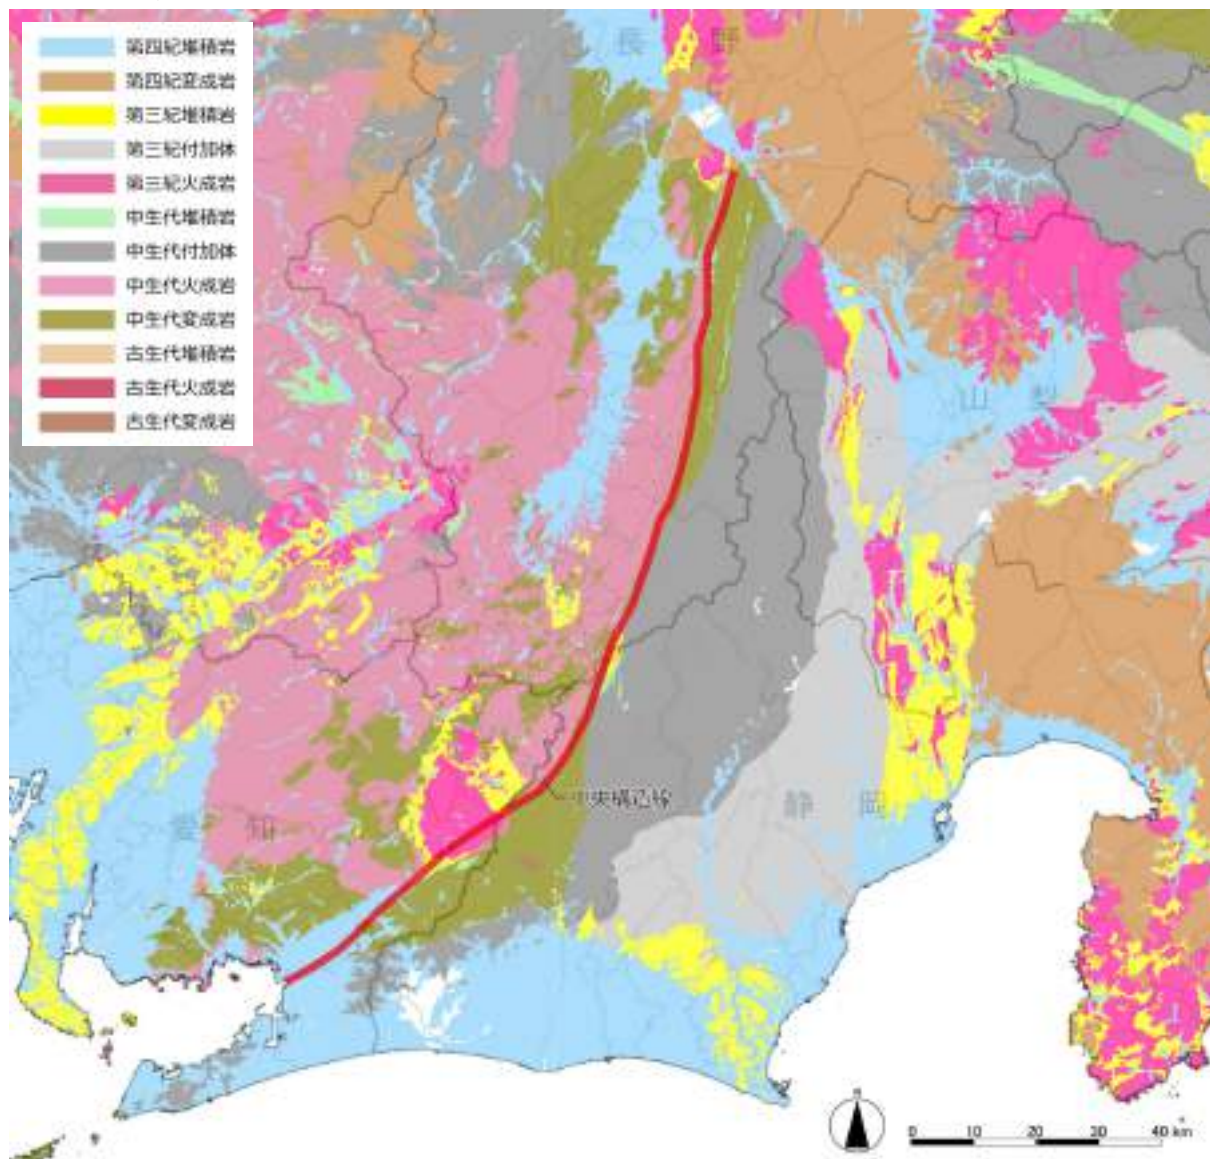 第四紀堆積岩
第四紀変成岩
第三紀堆積岩
第三紀付加体
第三紀火成岩
中生代堆積岩
中生代付加体
中生代火成岩
中生代変成岩
古生代堆積岩
古生代火成岩
古生代変成岩
長野
山梨
中央構造線
静岡
愛知
N
0 10 20 30 40 km